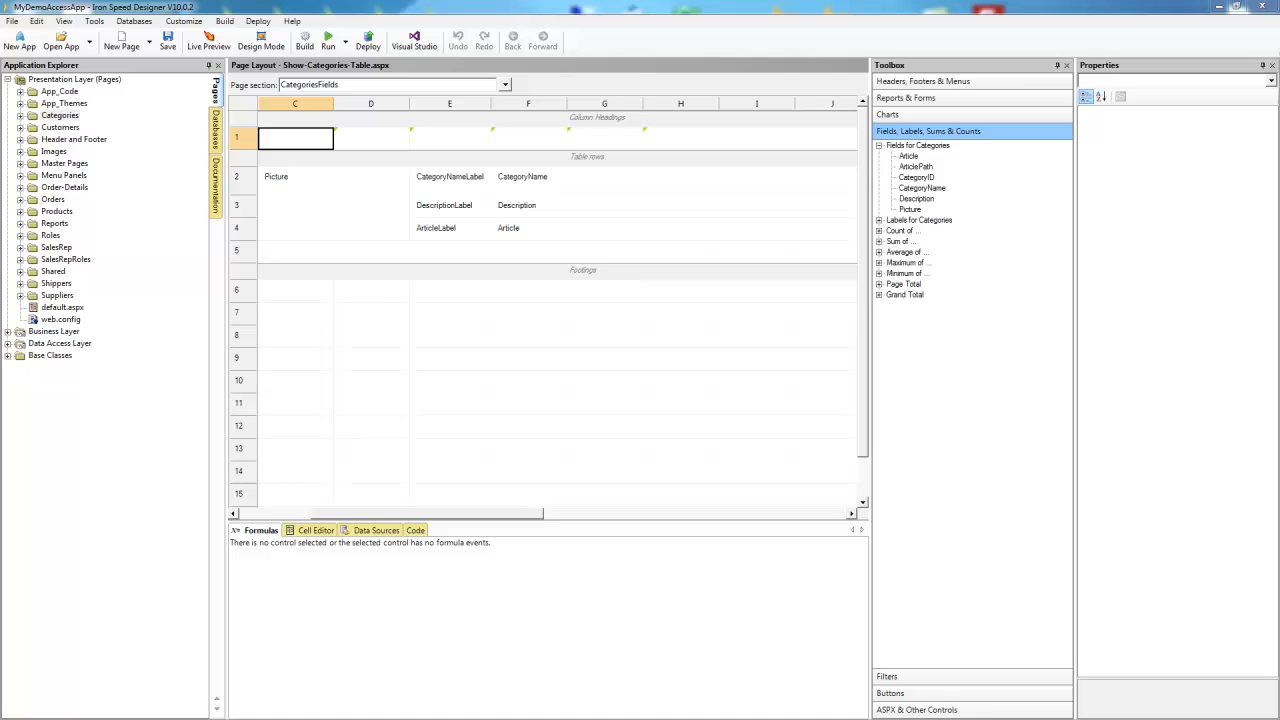 MyDemoAccessApp - Iron Speed Designer V10.0.2
File Edit View Tools Databases Customize Build Deploy Help
New App Open App New Page Save Live Preview Design Mode Build Run Deploy Visual Studio Undo Redo Back Forward
Application Explorer
Presentation Layer (Pages)
App_Code
App_Themes
Categories
Customers
Header and Footer
Images
Master Pages
Menu Panels
Order-Details
Orders
Products
Reports
Roles
SalesRep
SalesRepRoles
Shared
Shippers
Suppliers
default.aspx
web.config
Business Layer
Data Access Layer
Base Classes
Pages
Databases
Documentation
Page Layout - Show-Categories-Table.aspx
Page section: CategoriesFields
C D E F G H I J
Column Headings
1
Table rows
2 Picture CategoryNameLabel CategoryName
3 DescriptionLabel Description
4 ArticleLabel Article
5
Footings
6
7
8
9
10
11
12
13
14
15
X= Formulas Cell Editor Data Sources Code
There is no control selected or the selected control has no formula events.
Toolbox
Headers, Footers & Menus
Reports & Forms
Charts
Fields, Labels, Sums & Counts
Fields for Categories
Article
ArticlePath
CategoryID
CategoryName
Description
Picture
Labels for Categories
Count of ...
Sum of ...
Average of ...
Maximum of ...
Minimum of ...
Page Total
Grand Total
Filters
Buttons
ASPX & Other Controls
Properties